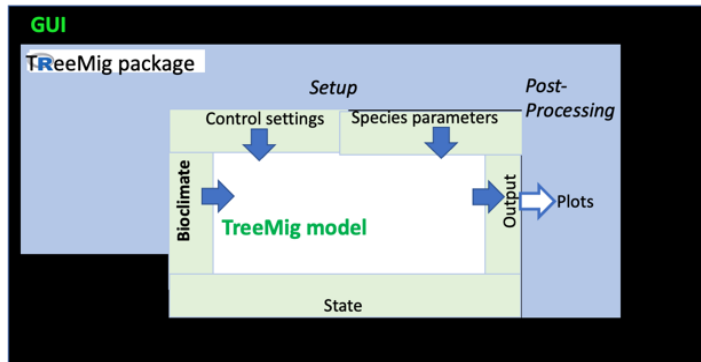 GUI
TReeMig package
Setup
Post-
Processing
Control settings
Species parameters
Bioclimate
TreeMig model
Output
Plots
State